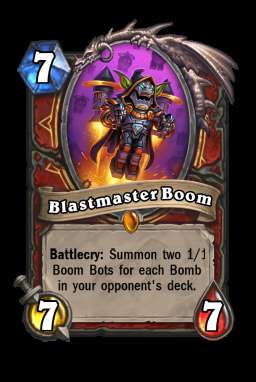 7
Blastmaster Boom
Battlecry: Summon two 1/1
Boom Bots for each Bomb
in your opponent's deck.
7 7